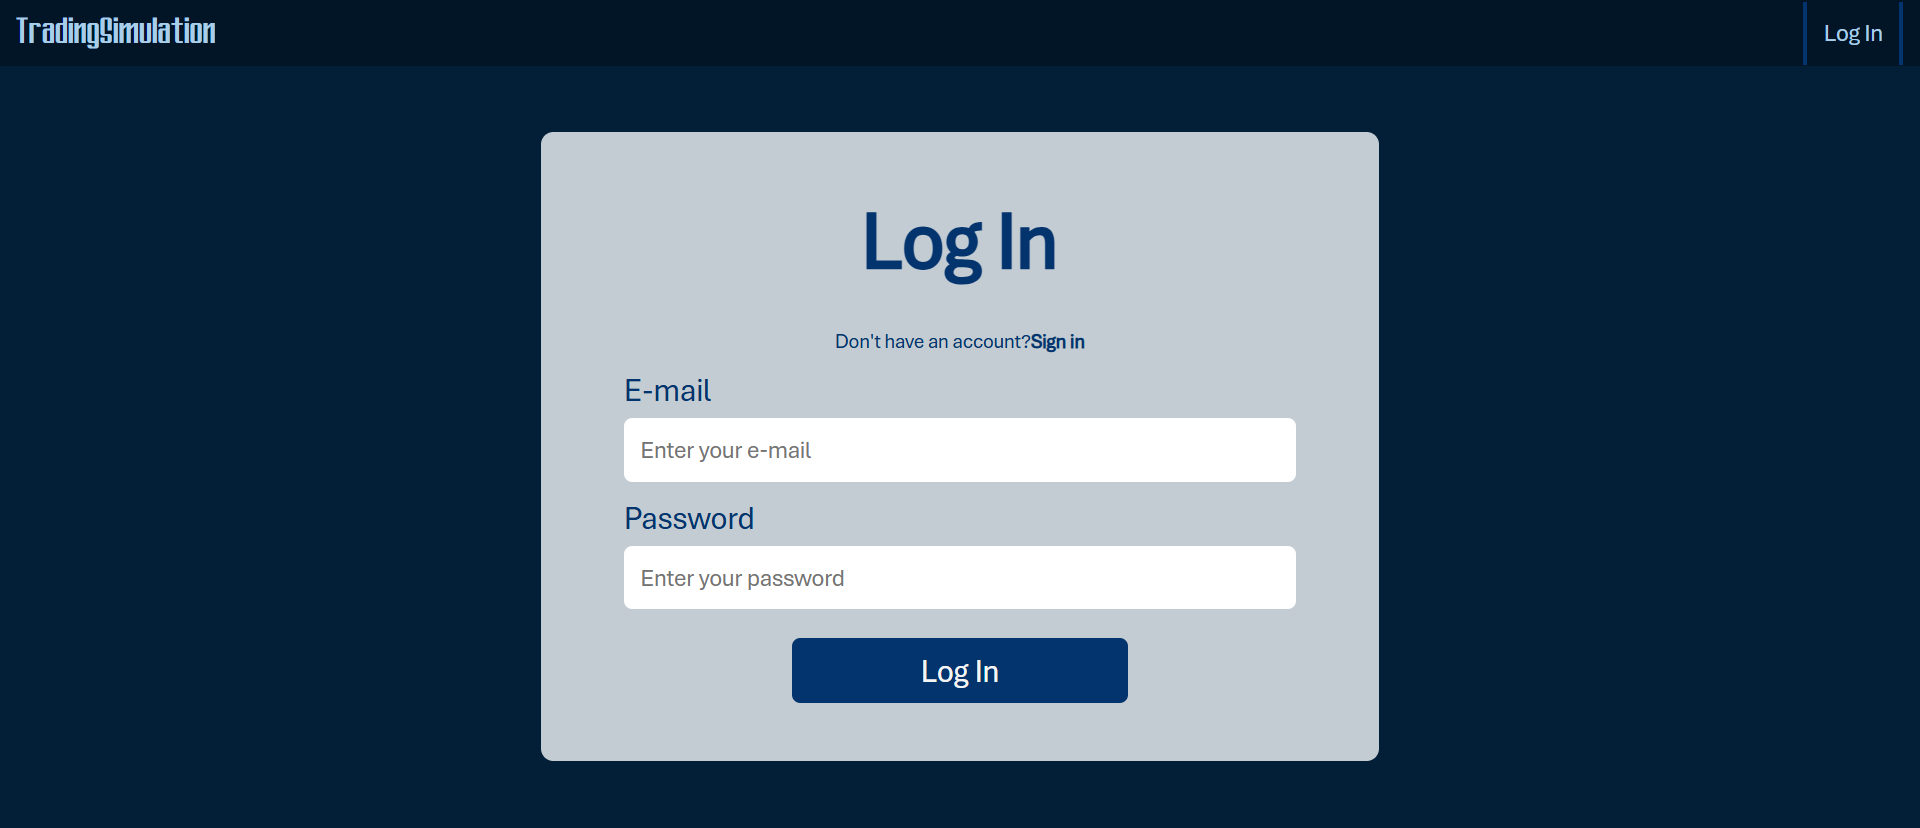 TradingSimulation
Log In
Log In
Don't have an account?Sign in
E-mail
Enter your e-mail
Password
Enter your password
Log In